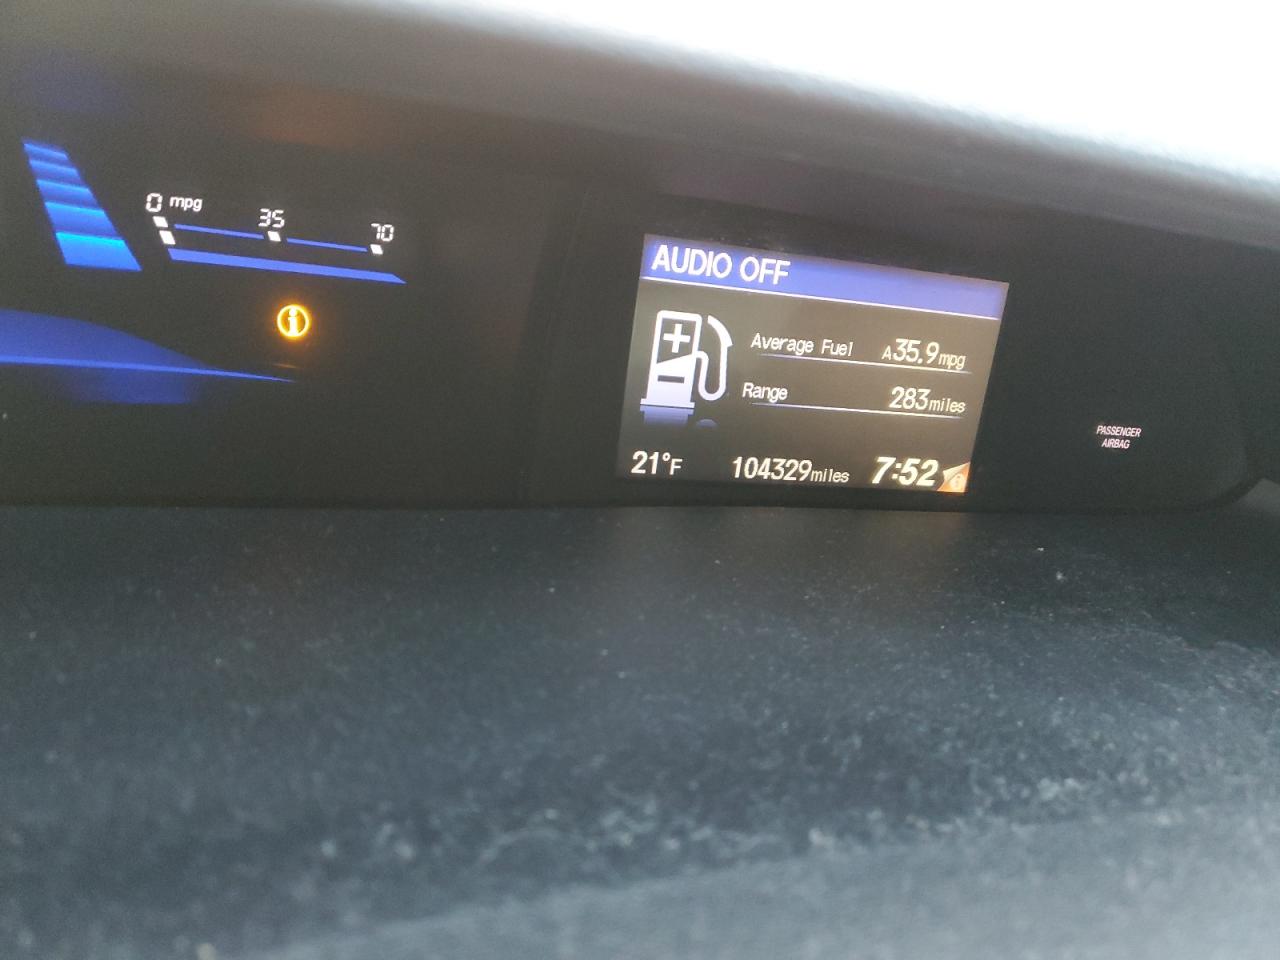 0 mpg 35 70
AUDIO OFF
Average Fuel A35.9mpg
Range 283miles
21°F 104329miles 7:52
PASSENGER
AIRBAG